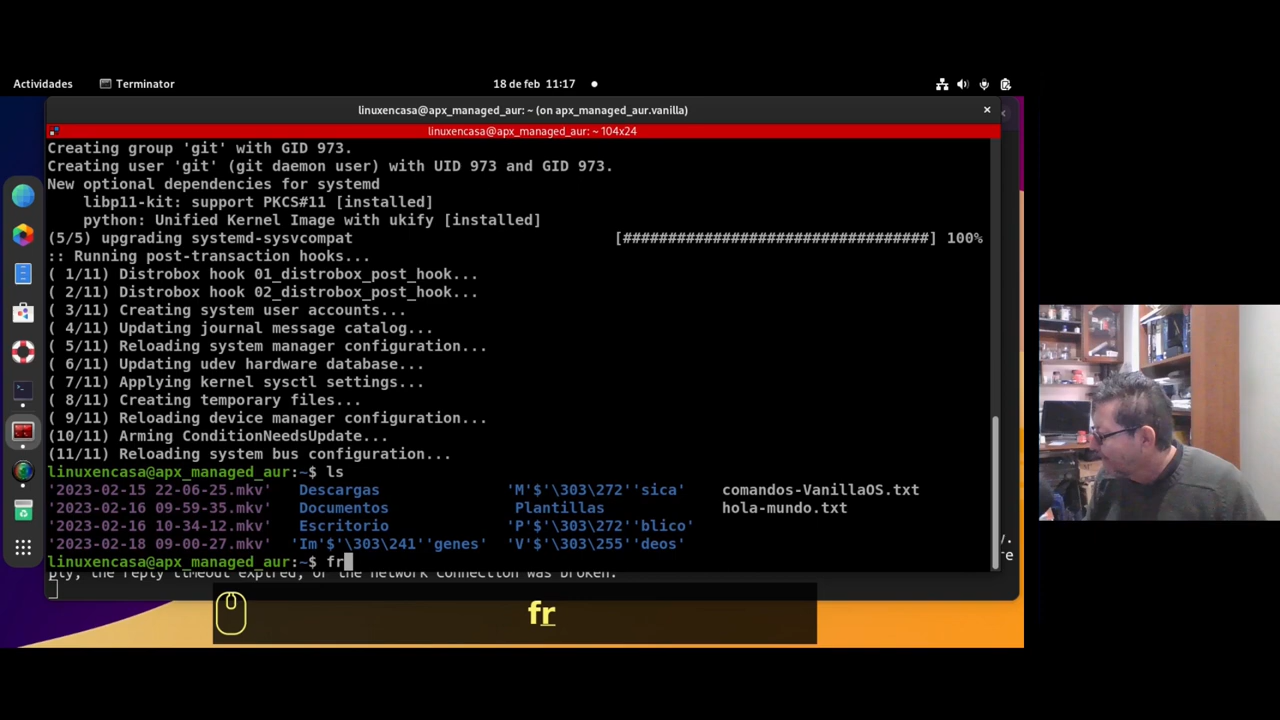 Actividades
Terminator
18 de feb 11:17
linuxencasa@apx_managed_aur: ~ (on apx_managed_aur.vanilla)
linuxencasa@apx_managed_aur: ~ 104x24
Creating group 'git' with GID 973.
Creating user 'git' (git daemon user) with UID 973 and GID 973.
New optional dependencies for systemd
libp11-kit: support PKCS#11 [installed]
python: Unified Kernel Image with ukify [installed]
(5/5) upgrading systemd-sysvcompat [##################################] 100%
:: Running post-transaction hooks...
( 1/11) Distrobox hook 01_distrobox_post_hook...
( 2/11) Distrobox hook 02_distrobox_post_hook...
( 3/11) Creating system user accounts...
( 4/11) Updating journal message catalog...
( 5/11) Reloading system manager configuration...
( 6/11) Updating udev hardware database...
( 7/11) Applying kernel sysctl settings...
( 8/11) Creating temporary files...
( 9/11) Reloading device manager configuration...
(10/11) Arming ConditionNeedsUpdate...
(11/11) Reloading system bus configuration...
linuxencasa@apx_managed_aur:~$ ls
'2023-02-15 22-06-25.mkv' Descargas 'M'$'\303\272''sica' comandos-VanillaOS.txt
'2023-02-16 09-59-35.mkv' Documentos Plantillas hola-mundo.txt
'2023-02-16 10-34-12.mkv' Escritorio 'P'$'\303\272''blico'
'2023-02-18 09-00-27.mkv' 'Im'$'\303\241''genes' 'V'$'\303\255''deos'
linuxencasa@apx_managed_aur:~$ fr
ply, the reply timeout expired, or the network connection was broken.
fr